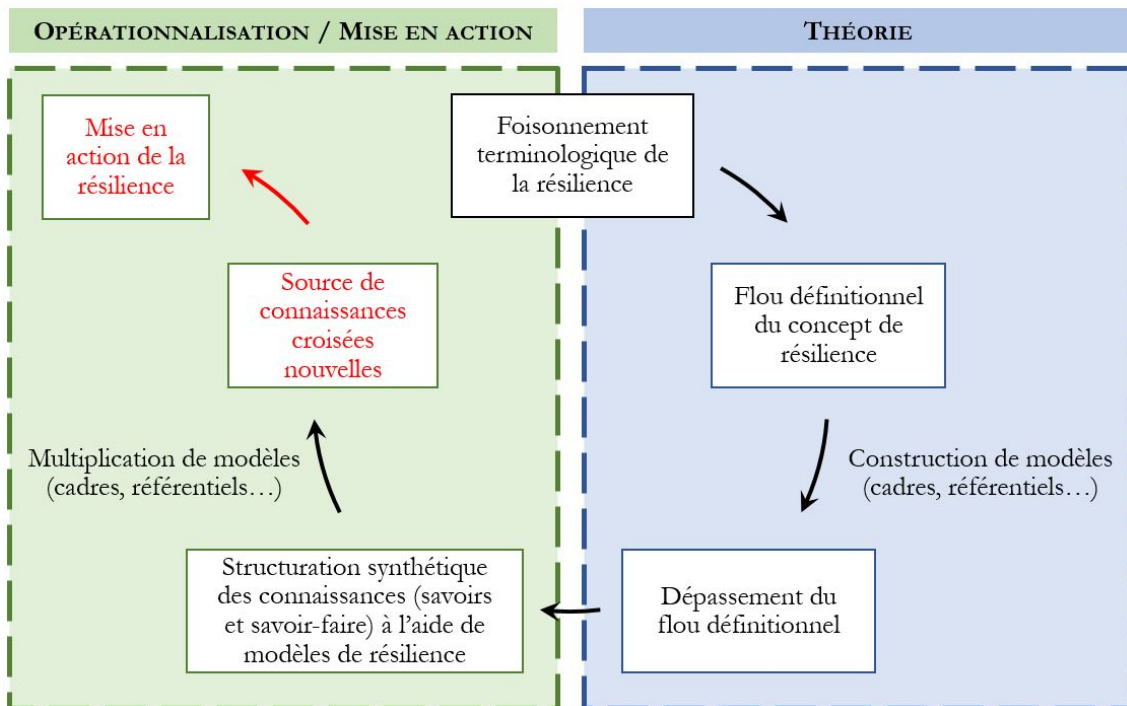 OPÉRATIONNALISATION / MISE EN ACTION
THÉORIE
Mise en
action de la
résilience
Foisonnement
terminologique de
la résilience
Source de
connaissances
croisées
nouvelles
Flou définitionnel
du concept de
résilience
Multiplication de modèles
(cadres, référentiels…)
Construction de modèles
(cadres, référentiels…)
Structuration synthétique
des connaissances (savoirs
et savoir-faire) à l’aide de
modèles de résilience
Dépassement du
flou définitionnel